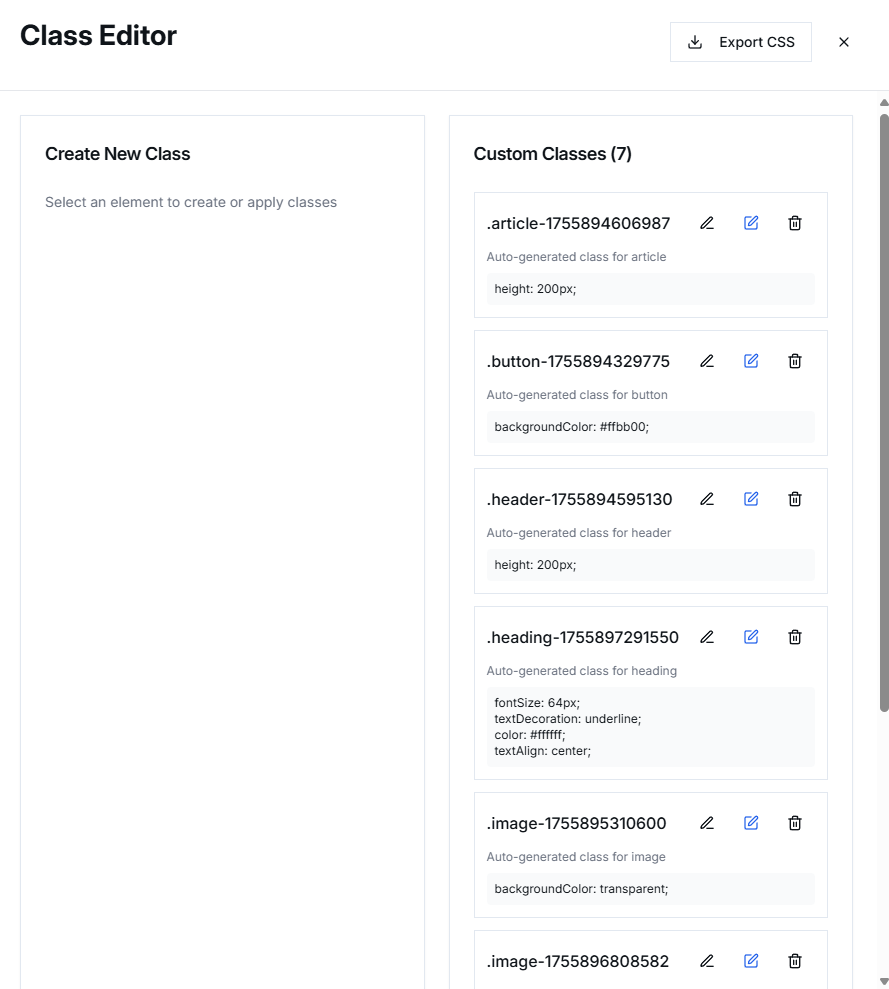 Class Editor
Export CSS
Create New Class
Select an element to create or apply classes
Custom Classes (7)
.article-1755894606987
Auto-generated class for article
height: 200px;
.button-1755894329775
Auto-generated class for button
backgroundColor: #ffbb00;
.header-1755894595130
Auto-generated class for header
height: 200px;
.heading-1755897291550
Auto-generated class for heading
fontSize: 64px;
textDecoration: underline;
color: #ffffff;
textAlign: center;
.image-1755895310600
Auto-generated class for image
backgroundColor: transparent;
.image-1755896808582